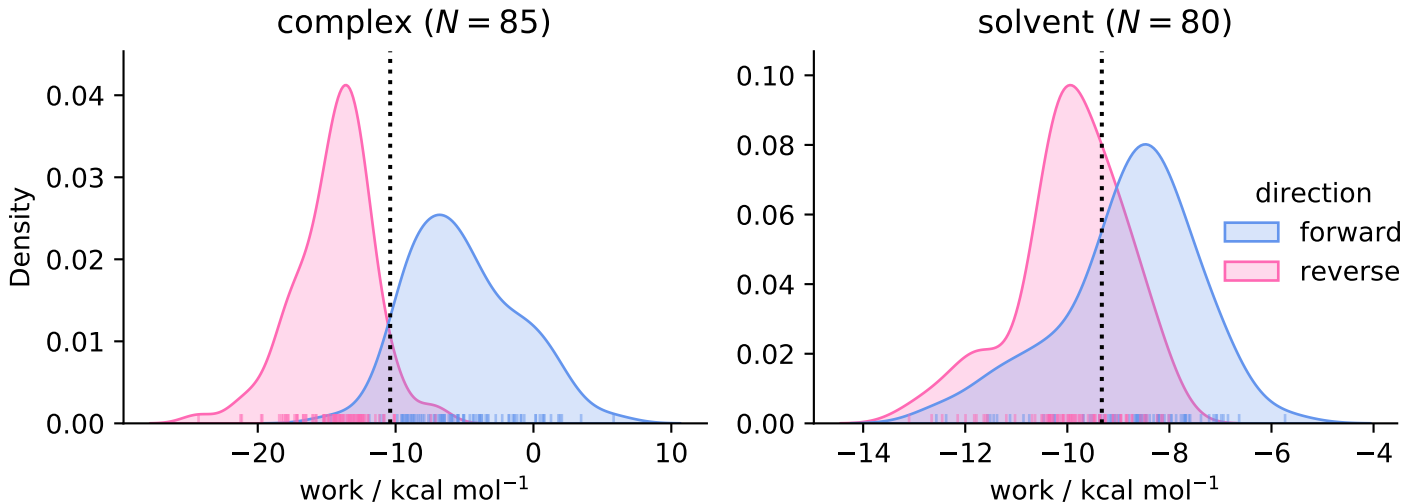 complex (N = 85)
Density
0.04
0.03
0.02
0.01
0.00
−20
−10
0
10
work / kcal mol⁻¹
solvent (N = 80)
0.10
0.08
0.06
0.04
0.02
0.00
−14
−12
−10
−8
−6
−4
work / kcal mol⁻¹
direction
forward
reverse